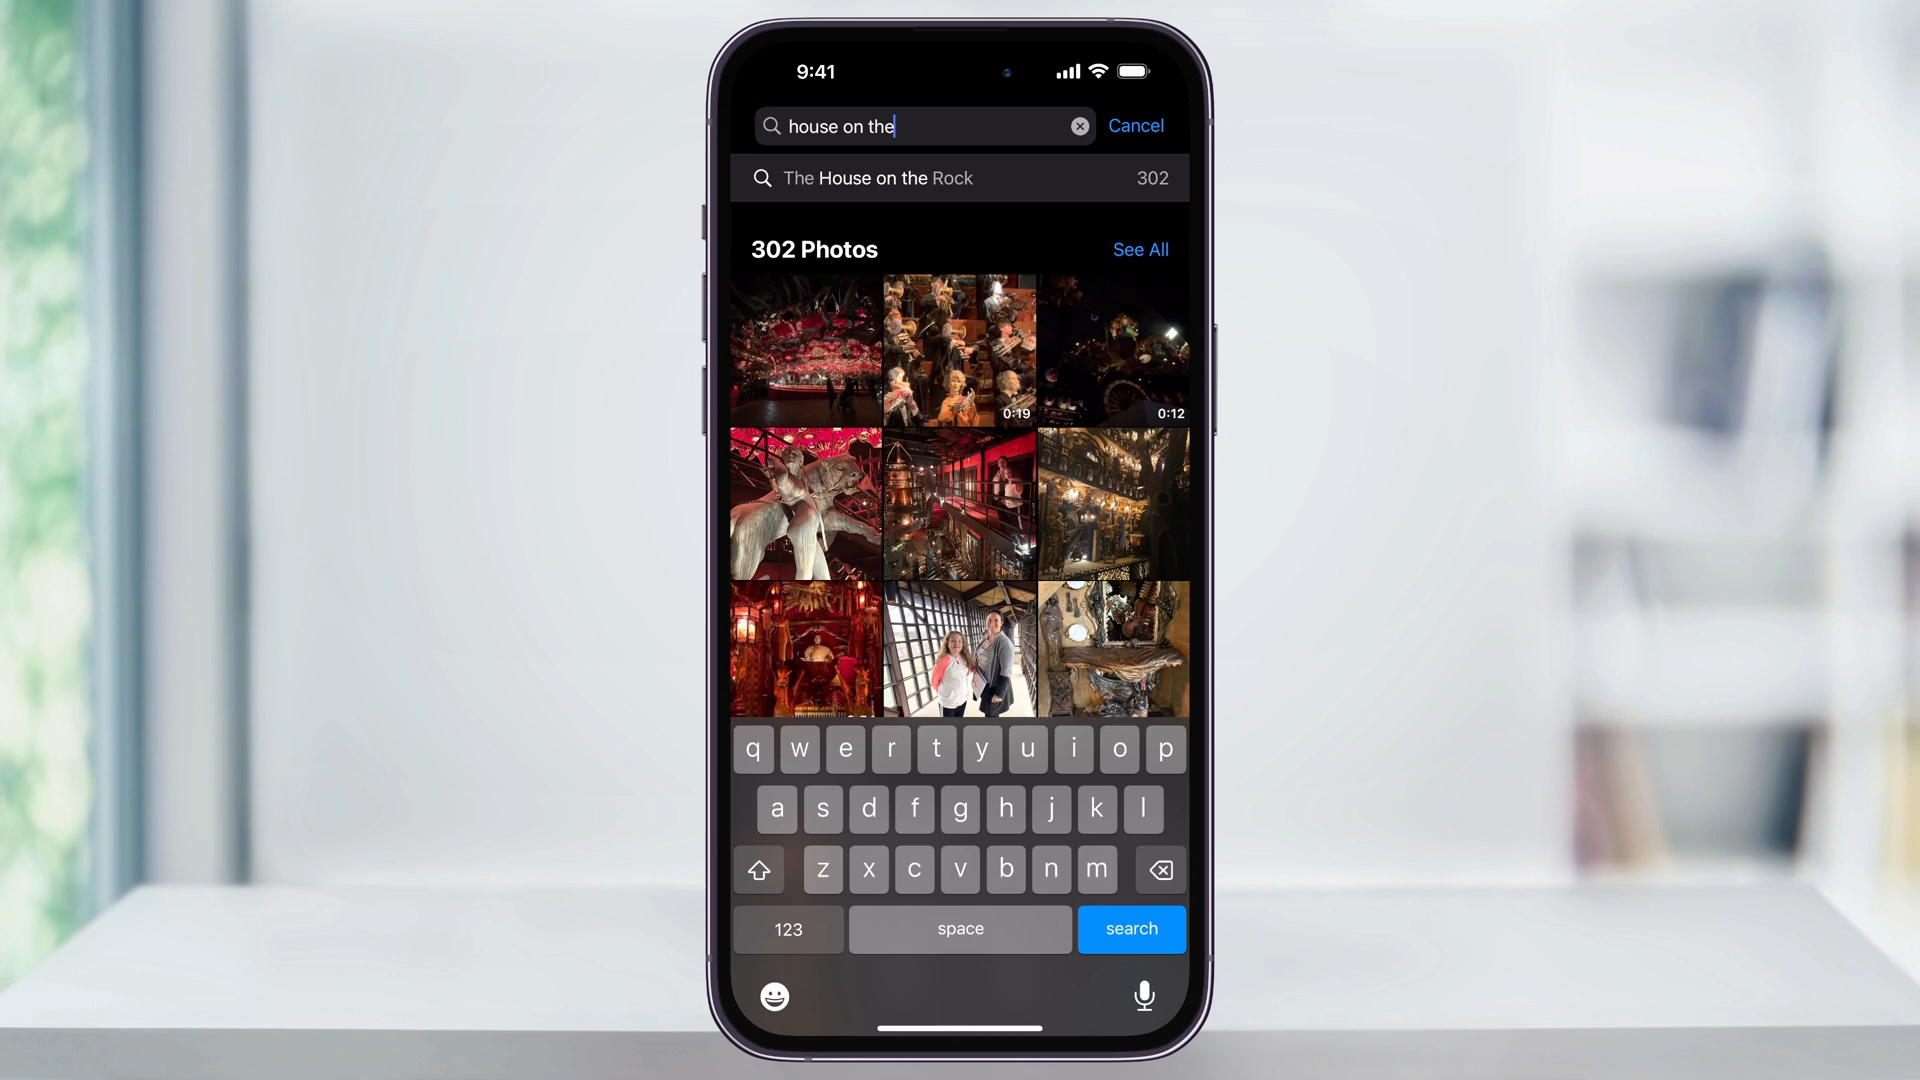 9:41
house on the
Cancel
The House on the Rock
302
302 Photos
See All
0:19
0:12
q w e r t y u i o p
a s d f g h j k l
z x c v b n m
123
space
search